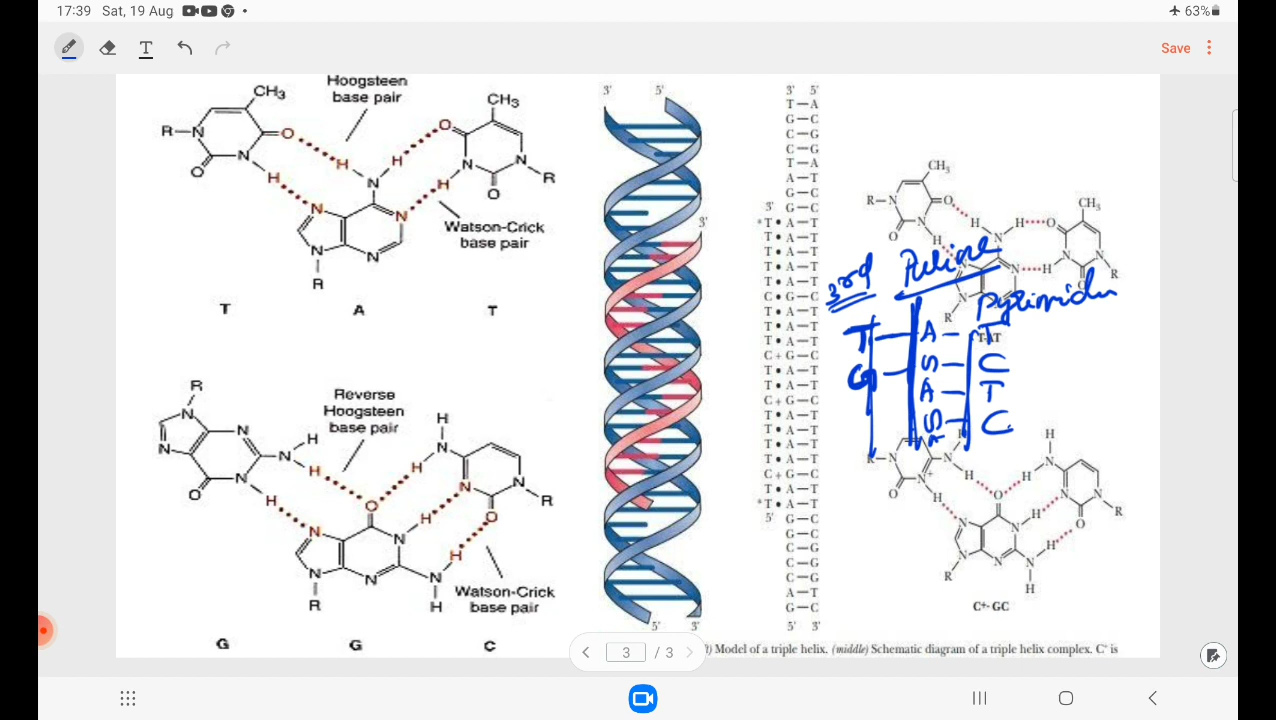 17:39 Sat, 19 Aug
63%
T
Save
Hoogsteen
base pair
CH₃
CH₃
R
N
O
O
N
H
H
H
O
N
N
O
R
H
N
N
N
N
N
R
Watson-Crick
base pair
T A T
R
N
N
N
N
O
N
H
H
H
Reverse
Hoogsteen
base pair
H
N
H
O
N
N
R
O
H
N
N
N
N
R
N
H
H
Watson-Crick
base pair
G G C
3' 5'
3'
5' 3'
3' 5'
T—A
G—C
C—G
C—G
T—A
A—T
G—C
3' G—C
*T•A—T
T•A—T
T•A—T
T•A—T
T•A—T
C•G—C
T•A—T
T•A—T
T•A—T
C+G—C
T•A—T
T•A—T
C+G—C
T•A—T
T•A—T
T•A—T
T•A—T
C+G—C
T•A—T
*T•A—T
5' G—C
C—G
C—G
C—G
A—T
G—C
5' 3'
CH₃
R—N
O
O
N
H
H
H
N
CH₃
O
N
H
N
R
N
R
3rd Purine
Pyrimidin
T A — T
G G — C
A — T
G — C
N
O
N
H
N⁺
H
O
H
H
N
N
O
N
R
H
N
N
N
N
R
N
H
H
C⁺·GC
3 / 3
Model of a triple helix. (middle) Schematic diagram of a triple helix complex. C⁺ is